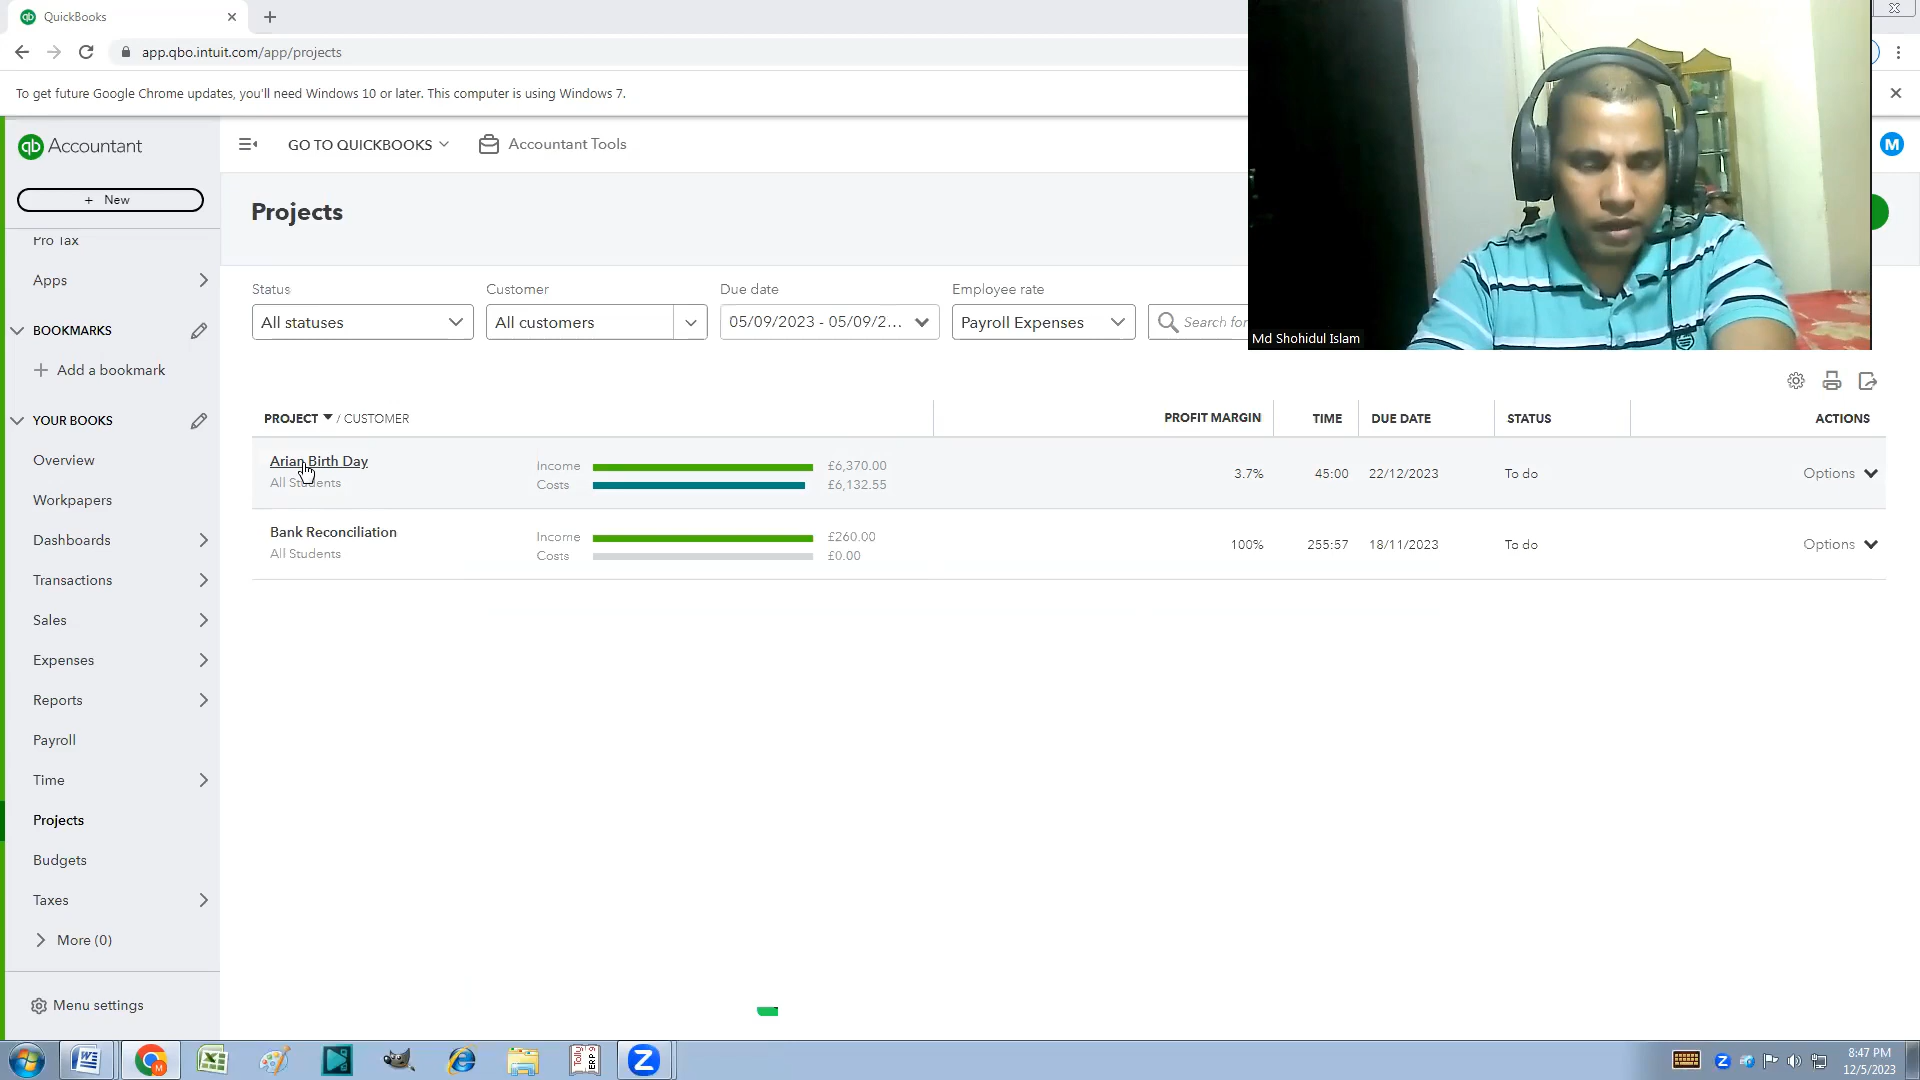 QuickBooks
app.qbo.intuit.com/app/projects
To get future Google Chrome updates, you'll need Windows 10 or later. This computer is using Windows 7.
qb Accountant
GO TO QUICKBOOKS
Accountant Tools
M
+ New
Projects
Pro Tax
Apps
BOOKMARKS
Add a bookmark
YOUR BOOKS
Overview
Workpapers
Dashboards
Transactions
Sales
Expenses
Reports
Payroll
Time
Projects
Budgets
Taxes
More (0)
Menu settings
Status
Customer
Due date
Employee rate
All statuses
All customers
05/09/2023 - 05/09/2...
Payroll Expenses
Search for
Md Shohidul Islam
PROJECT / CUSTOMER
PROFIT MARGIN
TIME
DUE DATE
STATUS
ACTIONS
Arian Birth Day
All Students
Income £6,370.00
Costs £6,132.55
3.7%
45:00
22/12/2023
To do
Options
Bank Reconciliation
All Students
Income £260.00
Costs £0.00
100%
255:57
18/11/2023
To do
Options
8:47 PM
12/5/2023